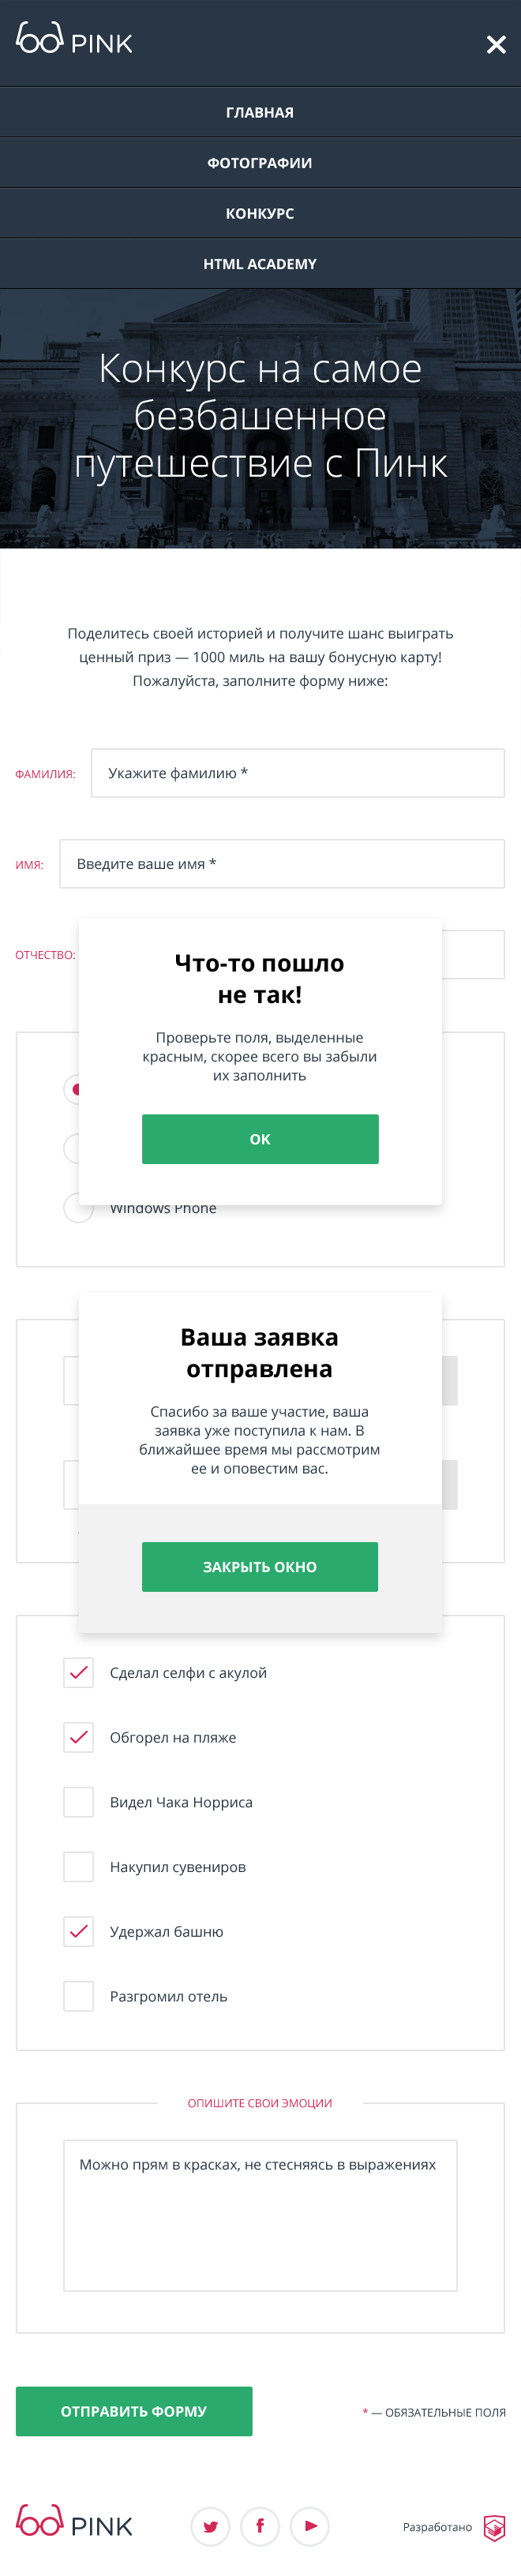 PINK
ГЛАВНАЯ
ФОТОГРАФИИ
КОНКУРС
HTML ACADEMY
Конкурс на самое
безбашенное
путешествие с Пинк
Поделитесь своей историей и получите шанс выиграть
ценный приз — 1000 миль на вашу бонусную карту!
Пожалуйста, заполните форму ниже:
ФАМИЛИЯ:
Укажите фамилию *
ИМЯ:
Введите ваше имя *
ОТЧЕСТВО:
Что-то пошло
не так!
Проверьте поля, выделенные
красным, скорее всего вы забыли
их заполнить
ОК
Windows Phone
Ваша заявка
отправлена
Спасибо за ваше участие, ваша
заявка уже поступила к нам. В
ближайшее время мы рассмотрим
ее и оповестим вас.
ЗАКРЫТЬ ОКНО
Сделал селфи с акулой
Обгорел на пляже
Видел Чака Норриса
Накупил сувениров
Удержал башню
Разгромил отель
ОПИШИТЕ СВОИ ЭМОЦИИ
Можно прям в красках, не стесняясь в выражениях
ОТПРАВИТЬ ФОРМУ
* — ОБЯЗАТЕЛЬНЫЕ ПОЛЯ
PINK
Разработано